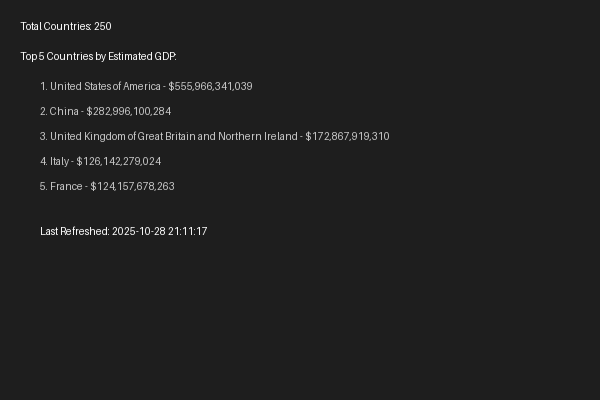 Total Countries: 250
Top 5 Countries by Estimated GDP:
1. United States of America - $555,966,341,039
2. China - $282,996,100,284
3. United Kingdom of Great Britain and Northern Ireland - $172,867,919,310
4. Italy - $126,142,279,024
5. France - $124,157,678,263
Last Refreshed: 2025-10-28 21:11:17